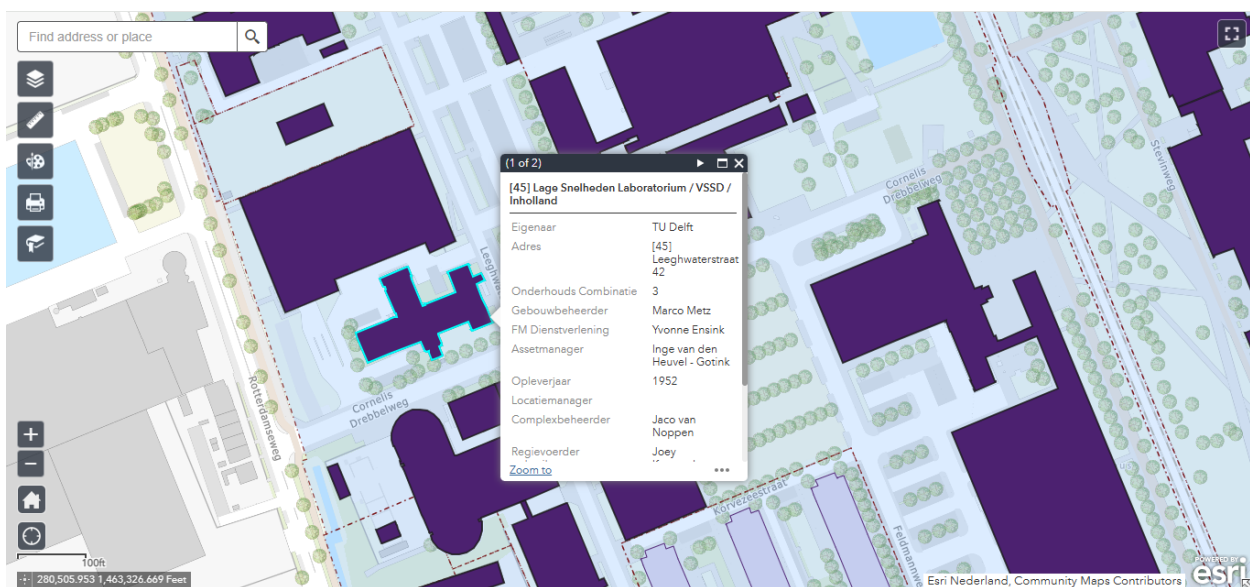 Find address or place
(1 of 2)
[45] Lage Snelheden Laboratorium / VSSD /
Inholland
Eigenaar TU Delft
Adres [45]
Leeghwaterstraat
42
Onderhouds Combinatie 3
Gebouwbeheerder Marco Metz
FM Dienstverlening Yvonne Ensink
Assetmanager Inge van den
Heuvel - Gotink
Opleverjaar 1952
Locatiemanager
Complexbeheerder Jaco van
Noppen
Regievoerder Joey
Zoom to
Leeghwa
Cornelis
Drebbelweg
Stevinweg
Rotterdamseweg
Cornelis
Drebbelweg
Korvezeestraat
Feldmannwe
100ft
280,505.953 1,463,326.669 Feet
Esri Nederland, Community Maps Contributors
POWERED BY
esri